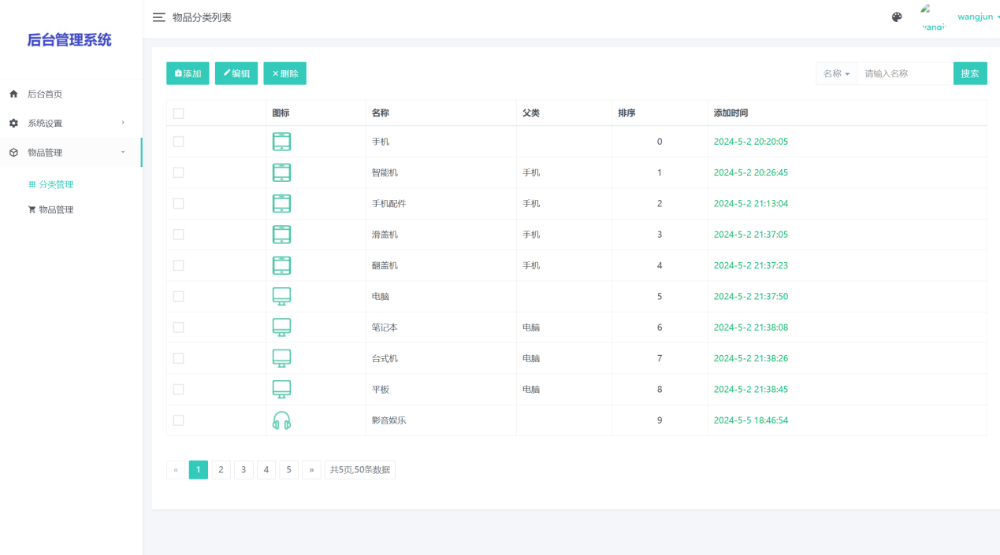 后台管理系统
后台首页
系统设置
物品管理
分类管理
物品管理
物品分类列表
wangjun
添加 编辑 删除
名称 请输入名称 搜索
图标 名称 父类 排序 添加时间
手机 0 2024-5-2 20:20:05
智能机 手机 1 2024-5-2 20:26:45
手机配件 手机 2 2024-5-2 21:13:04
滑盖机 手机 3 2024-5-2 21:37:05
翻盖机 手机 4 2024-5-2 21:37:23
电脑 5 2024-5-2 21:37:50
笔记本 电脑 6 2024-5-2 21:38:08
台式机 电脑 7 2024-5-2 21:38:26
平板 电脑 8 2024-5-2 21:38:45
影音娱乐 9 2024-5-5 18:46:54
« 1 2 3 4 5 » 共5页,50条数据